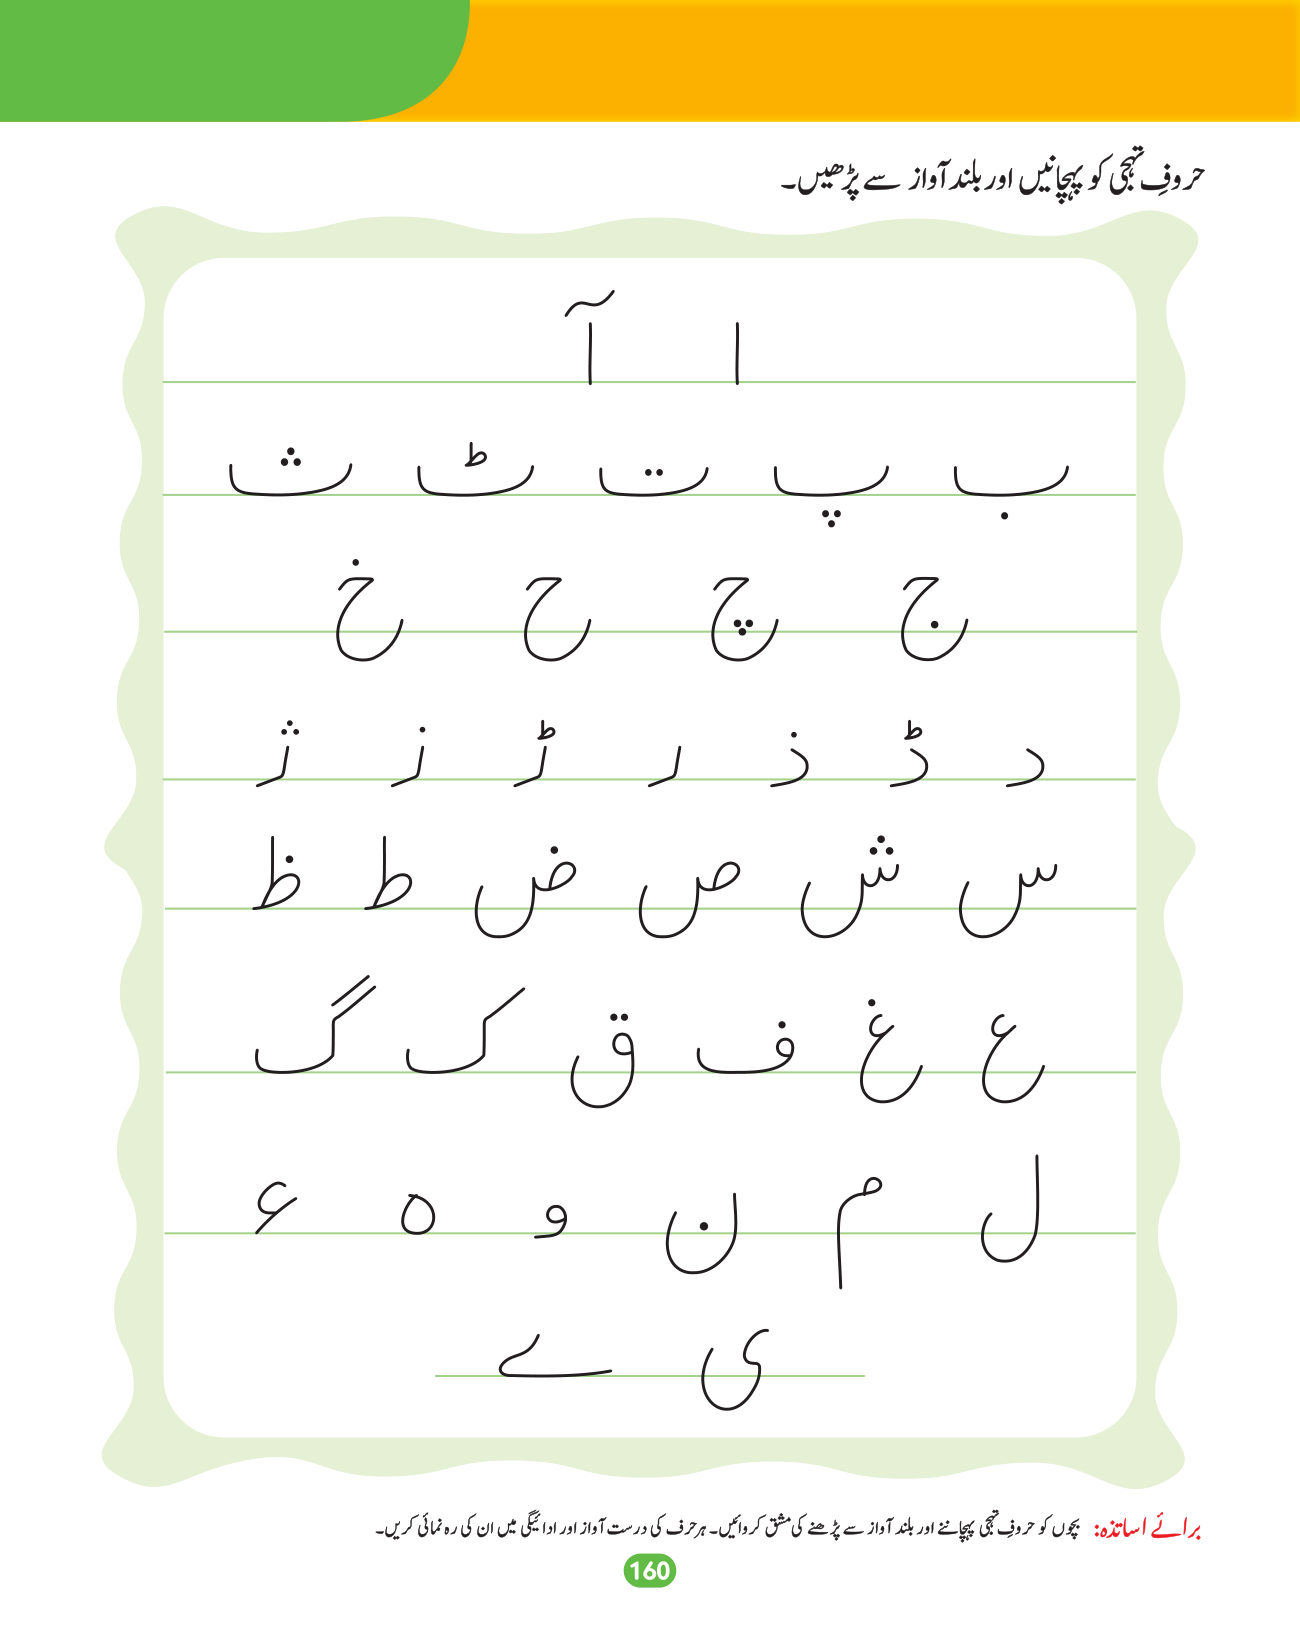 حروفِ تہجی کو پہچانیں اور بلند آواز سے پڑھیں۔
ا آ
ب پ ت ٹ ث
ج چ ح خ
د ڈ ذ ر ڑ ز ژ
س ش ص ض ط ظ
ع غ ف ق ک گ
ل م ن و ہ ء
ی ے
برائے اساتذہ: بچوں کو حروفِ تہجی پہچاننے اور بلند آواز سے پڑھنے کی مشق کروائیں۔ ہر حرف کی درست آواز اور ادائیگی میں ان کی رہ نمائی کریں۔
160